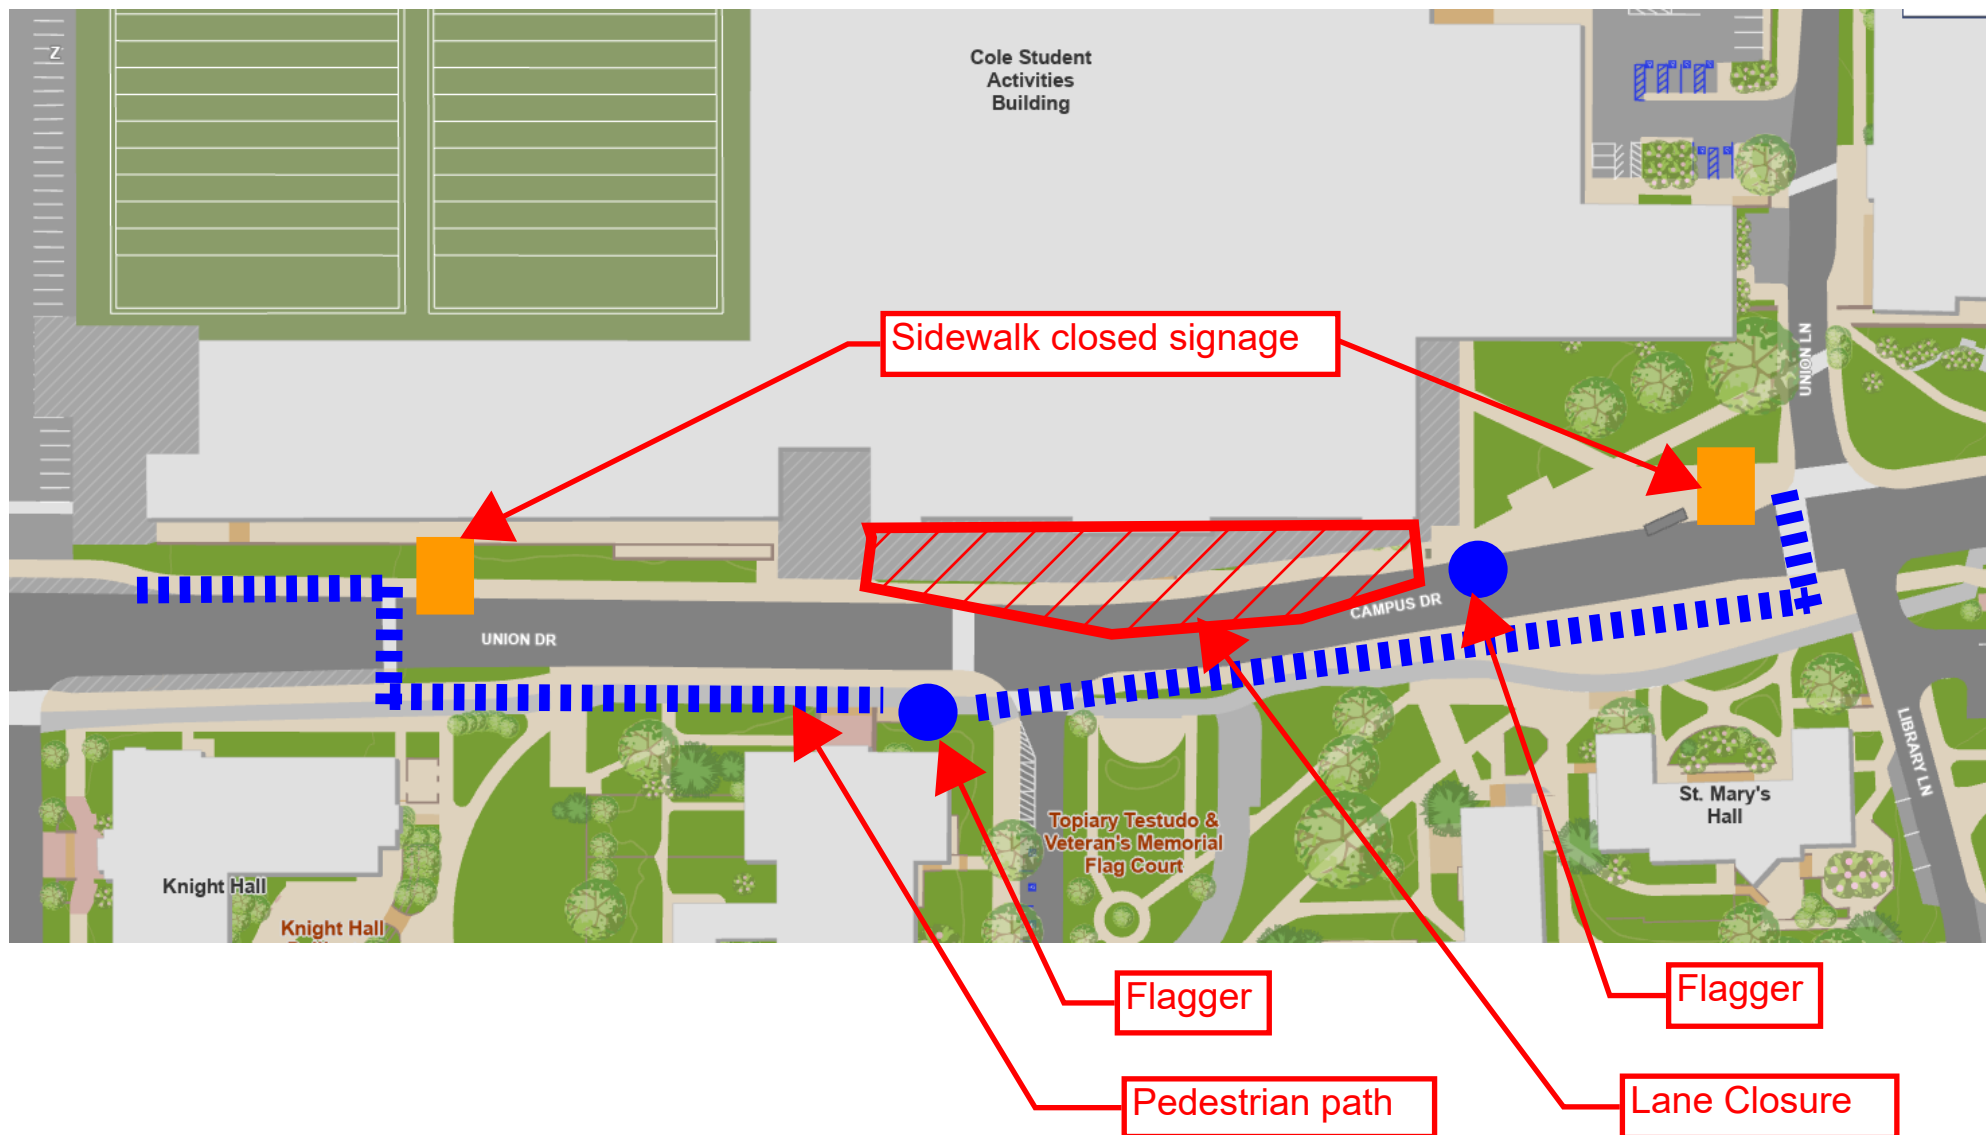 Z
Cole Student
Activities
Building
Sidewalk closed signage
UNION LN
CAMPUS DR
UNION DR
LIBRARY LN
St. Mary's
Hall
Topiary Testudo &
Veteran's Memorial
Flag Court
Knight Hall
Knight Hall
Flagger
Flagger
Pedestrian path
Lane Closure